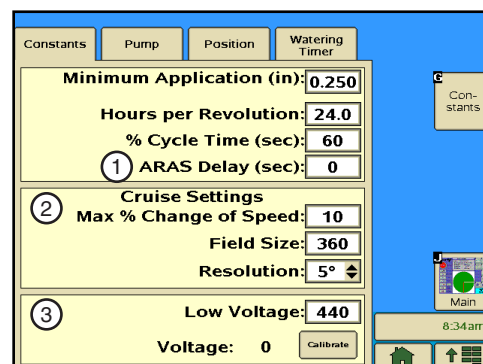 Constants
Pump
Position
Watering
Timer
Minimum Application (in): 0.250
Hours per Revolution: 24.0
% Cycle Time (sec): 60
1 ARAS Delay (sec): 0
2 Cruise Settings
Max % Change of Speed: 10
Field Size: 360
Resolution: 5°
3 Low Voltage: 440
Voltage: 0 Calibrate
G
Con-
stants
J
Main
8:34am